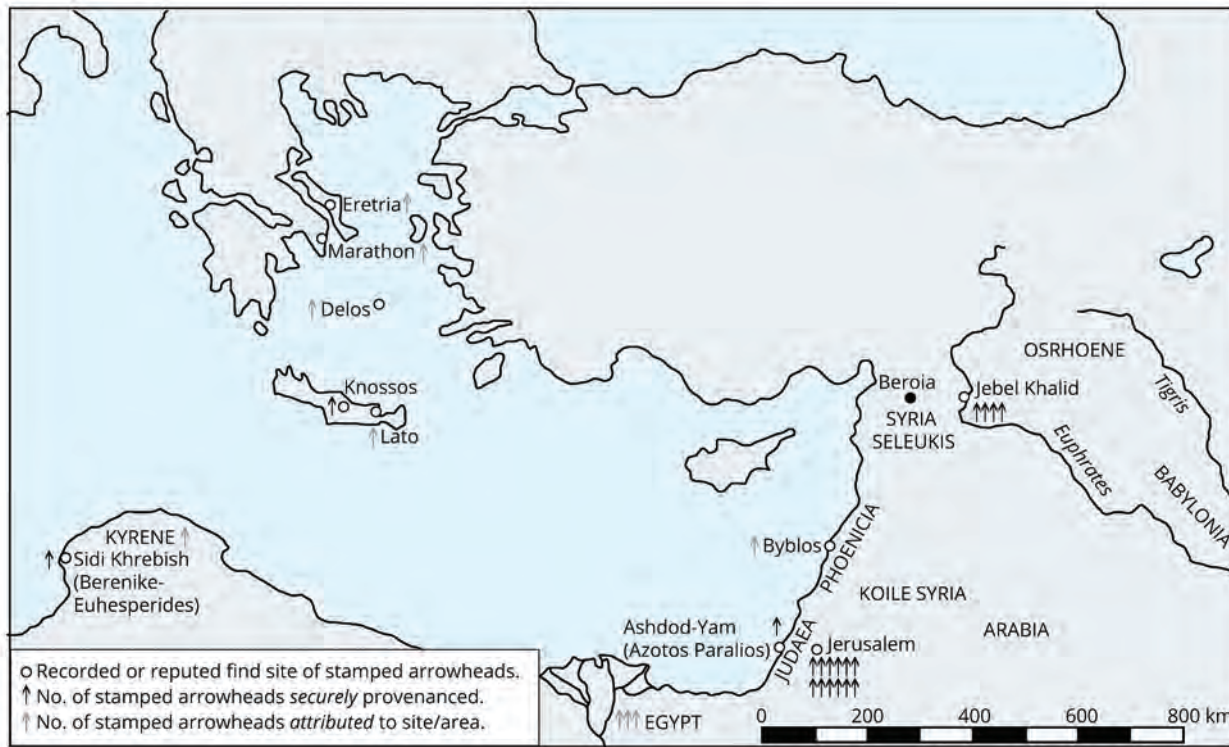 Eretria
Marathon
Delos
Knossos
Lato
KYRENE
Sidi Khrebish
(Berenike-
Euhesperides)
Beroia
SYRIA
SELEUKIS
OSRHOENE
Jebel Khalid
Tigris
Euphrates
BABYLONIA
Byblos
PHOENICIA
KOILE SYRIA
ARABIA
Ashdod-Yam
(Azotos Paralios)
JUDAEA
Jerusalem
EGYPT
Recorded or reputed find site of stamped arrowheads.
No. of stamped arrowheads securely provenanced.
No. of stamped arrowheads attributed to site/area.
0 200 400 600 800 km